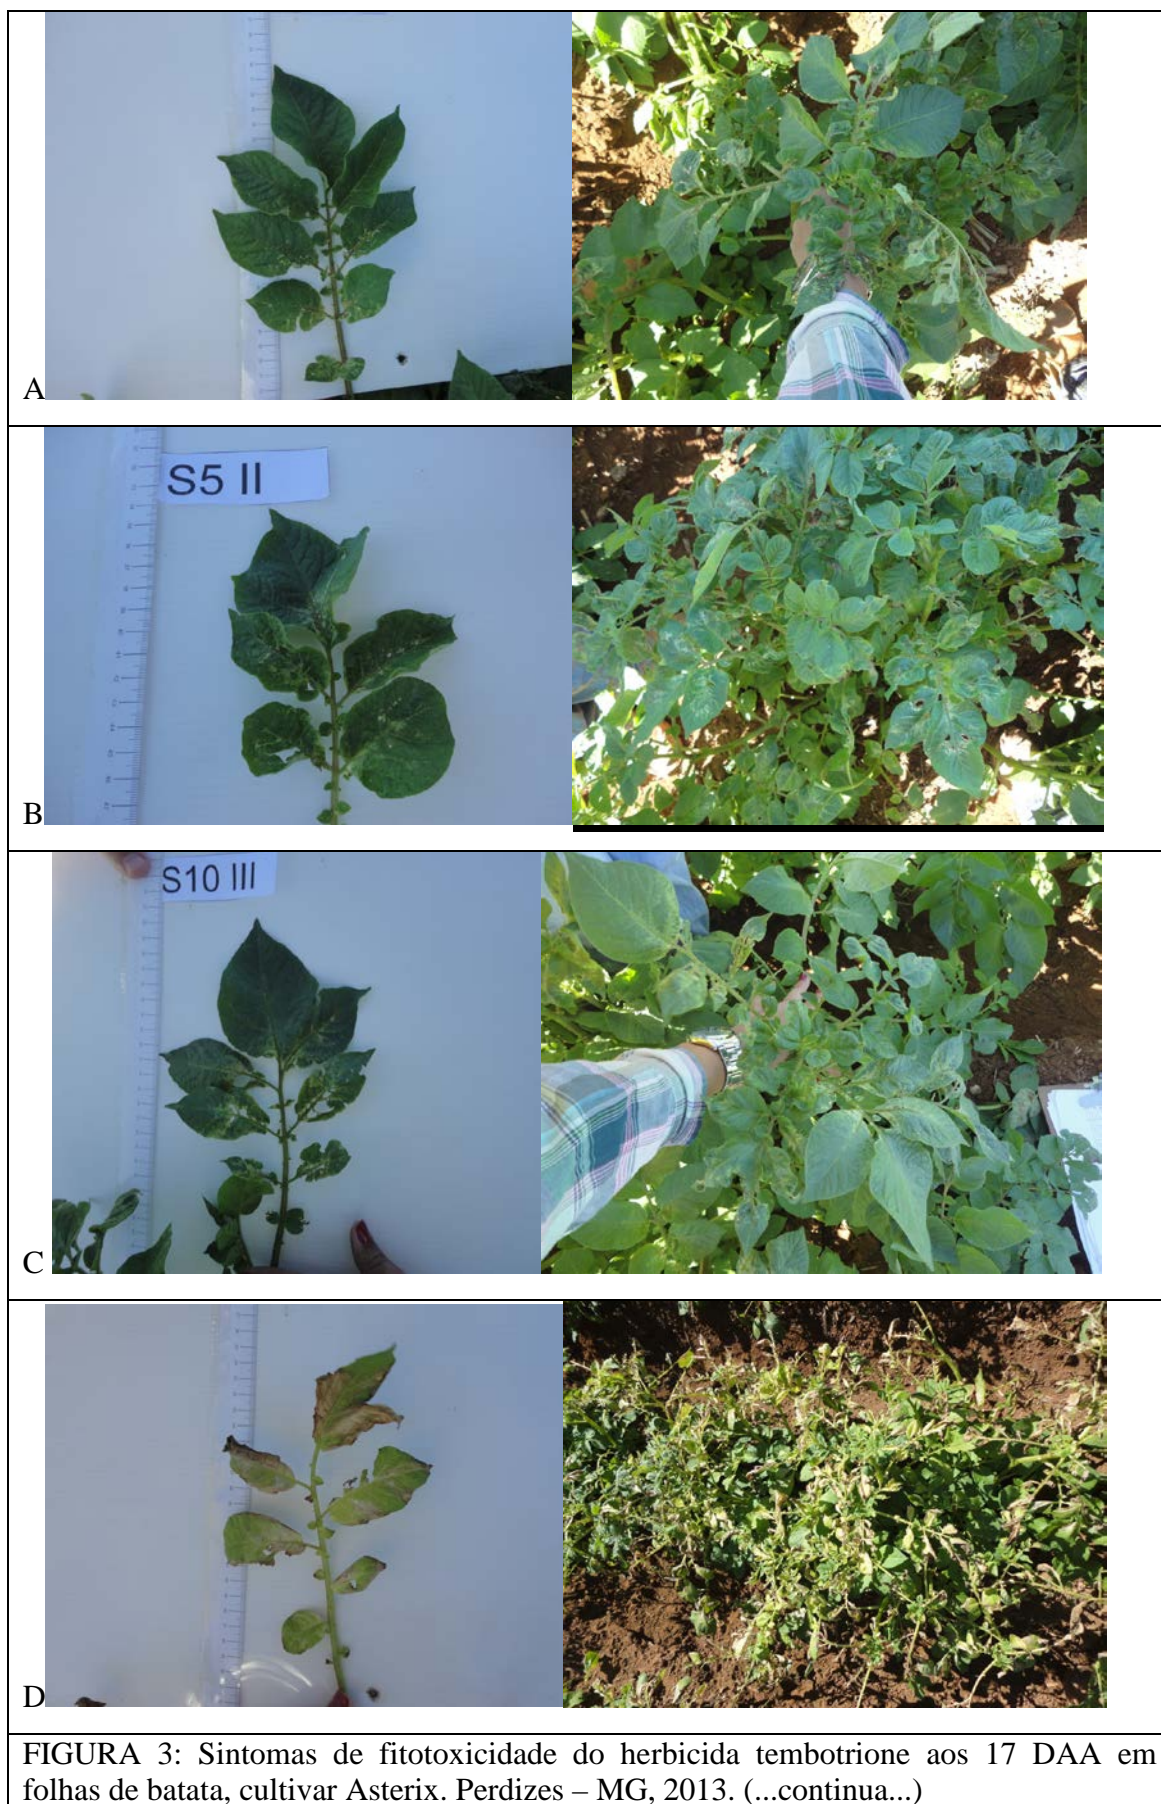 A
S5 II
B
S10 III
C
D
FIGURA 3: Sintomas de fitotoxicidade do herbicida tembotrione aos 17 DAA em
folhas de batata, cultivar Asterix. Perdizes – MG, 2013. (...continua...)